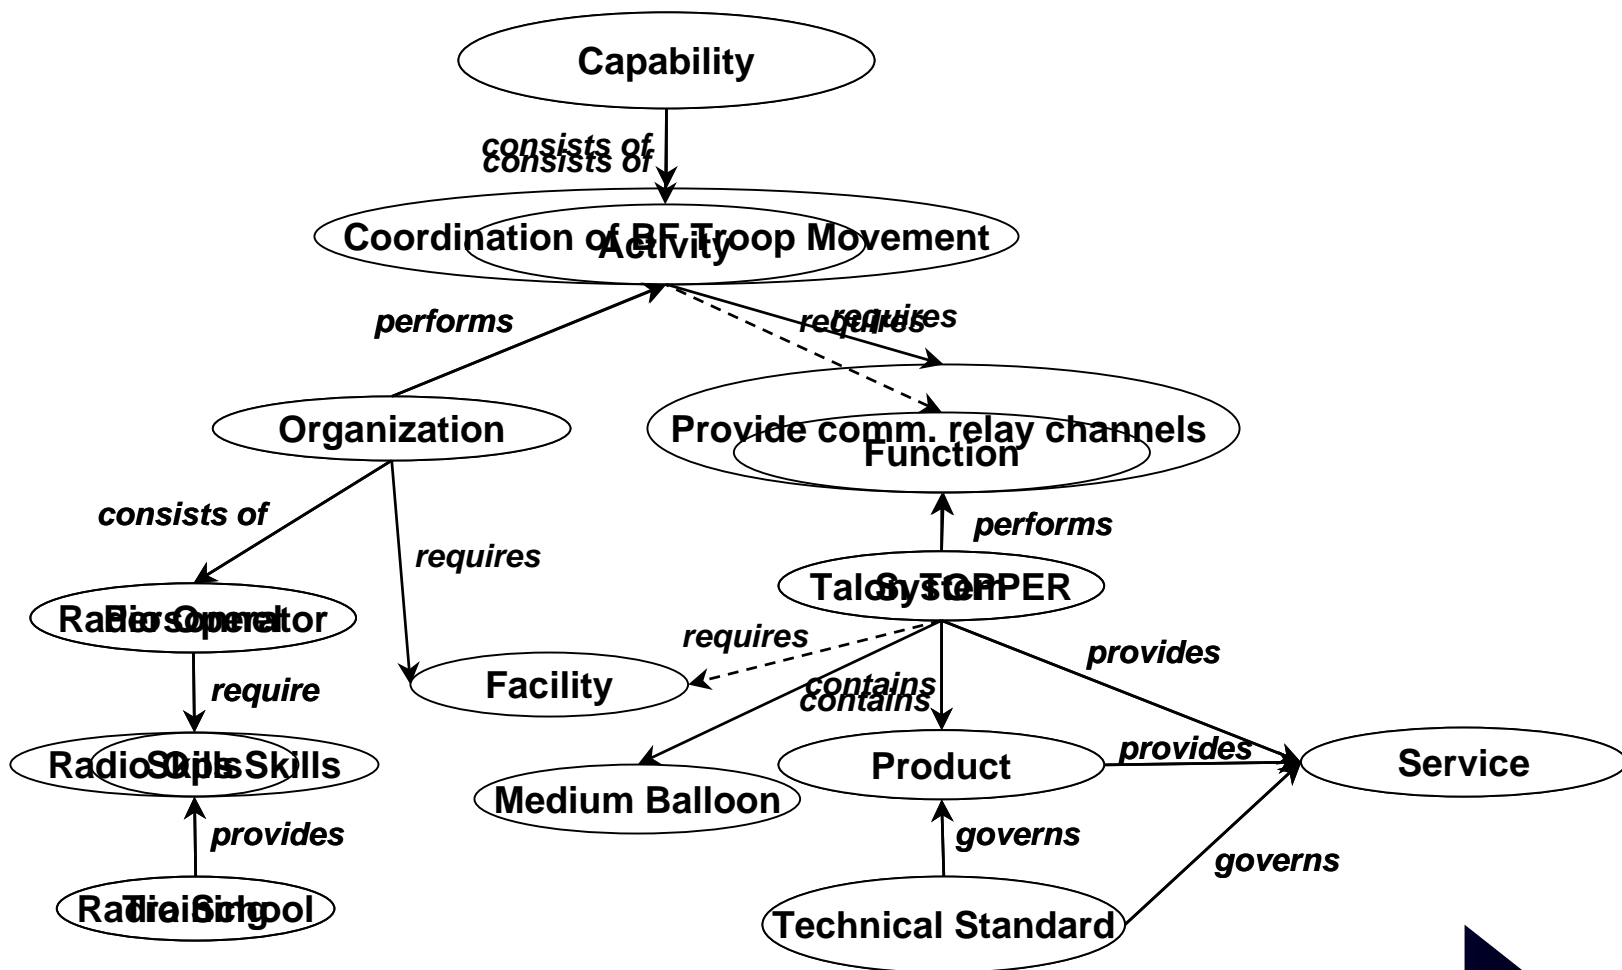 Capability
consists of
consists of
Coordination of BF Troop Movement
Activity
performs
requires
requires
Organization
Provide comm. relay channels
Function
consists of
requires
performs
Talon TOPPER
System
Radio Operator
Personnel
requires
provides
require
Facility
contains
contains
provides
Radio Ops Skills
Skills
Product
Service
Medium Balloon
provides
governs
governs
Radio School
Training
Technical Standard